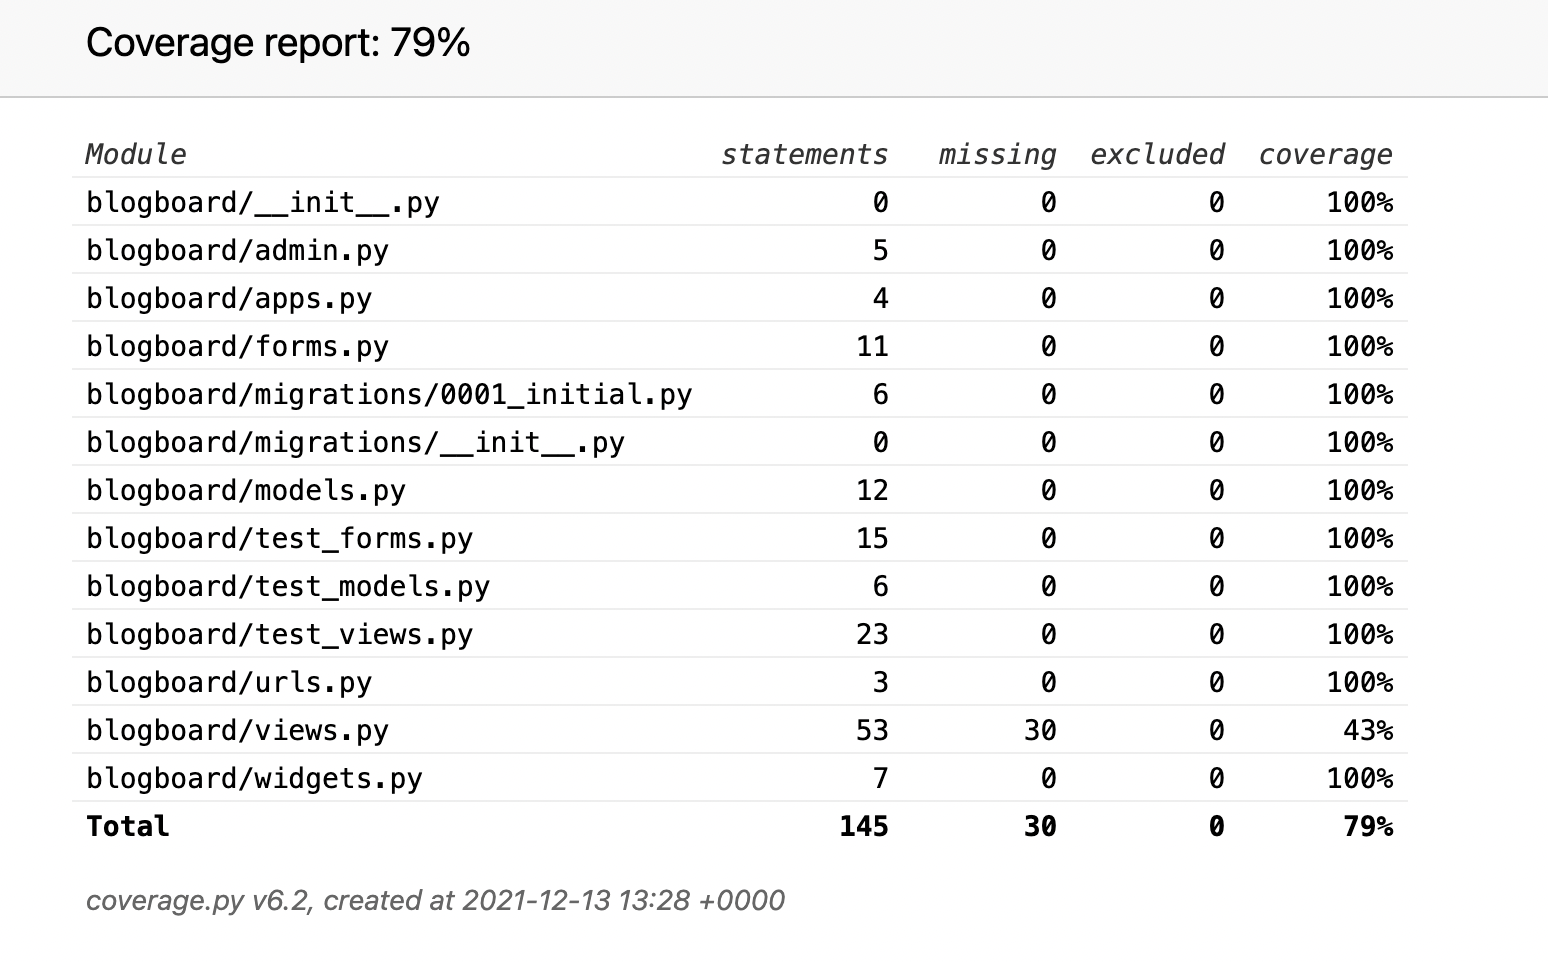 Coverage report: 79%
Module statements missing excluded coverage
blogboard/__init__.py 0 0 0 100%
blogboard/admin.py 5 0 0 100%
blogboard/apps.py 4 0 0 100%
blogboard/forms.py 11 0 0 100%
blogboard/migrations/0001_initial.py 6 0 0 100%
blogboard/migrations/__init__.py 0 0 0 100%
blogboard/models.py 12 0 0 100%
blogboard/test_forms.py 15 0 0 100%
blogboard/test_models.py 6 0 0 100%
blogboard/test_views.py 23 0 0 100%
blogboard/urls.py 3 0 0 100%
blogboard/views.py 53 30 0 43%
blogboard/widgets.py 7 0 0 100%
Total 145 30 0 79%
coverage.py v6.2, created at 2021-12-13 13:28 +0000